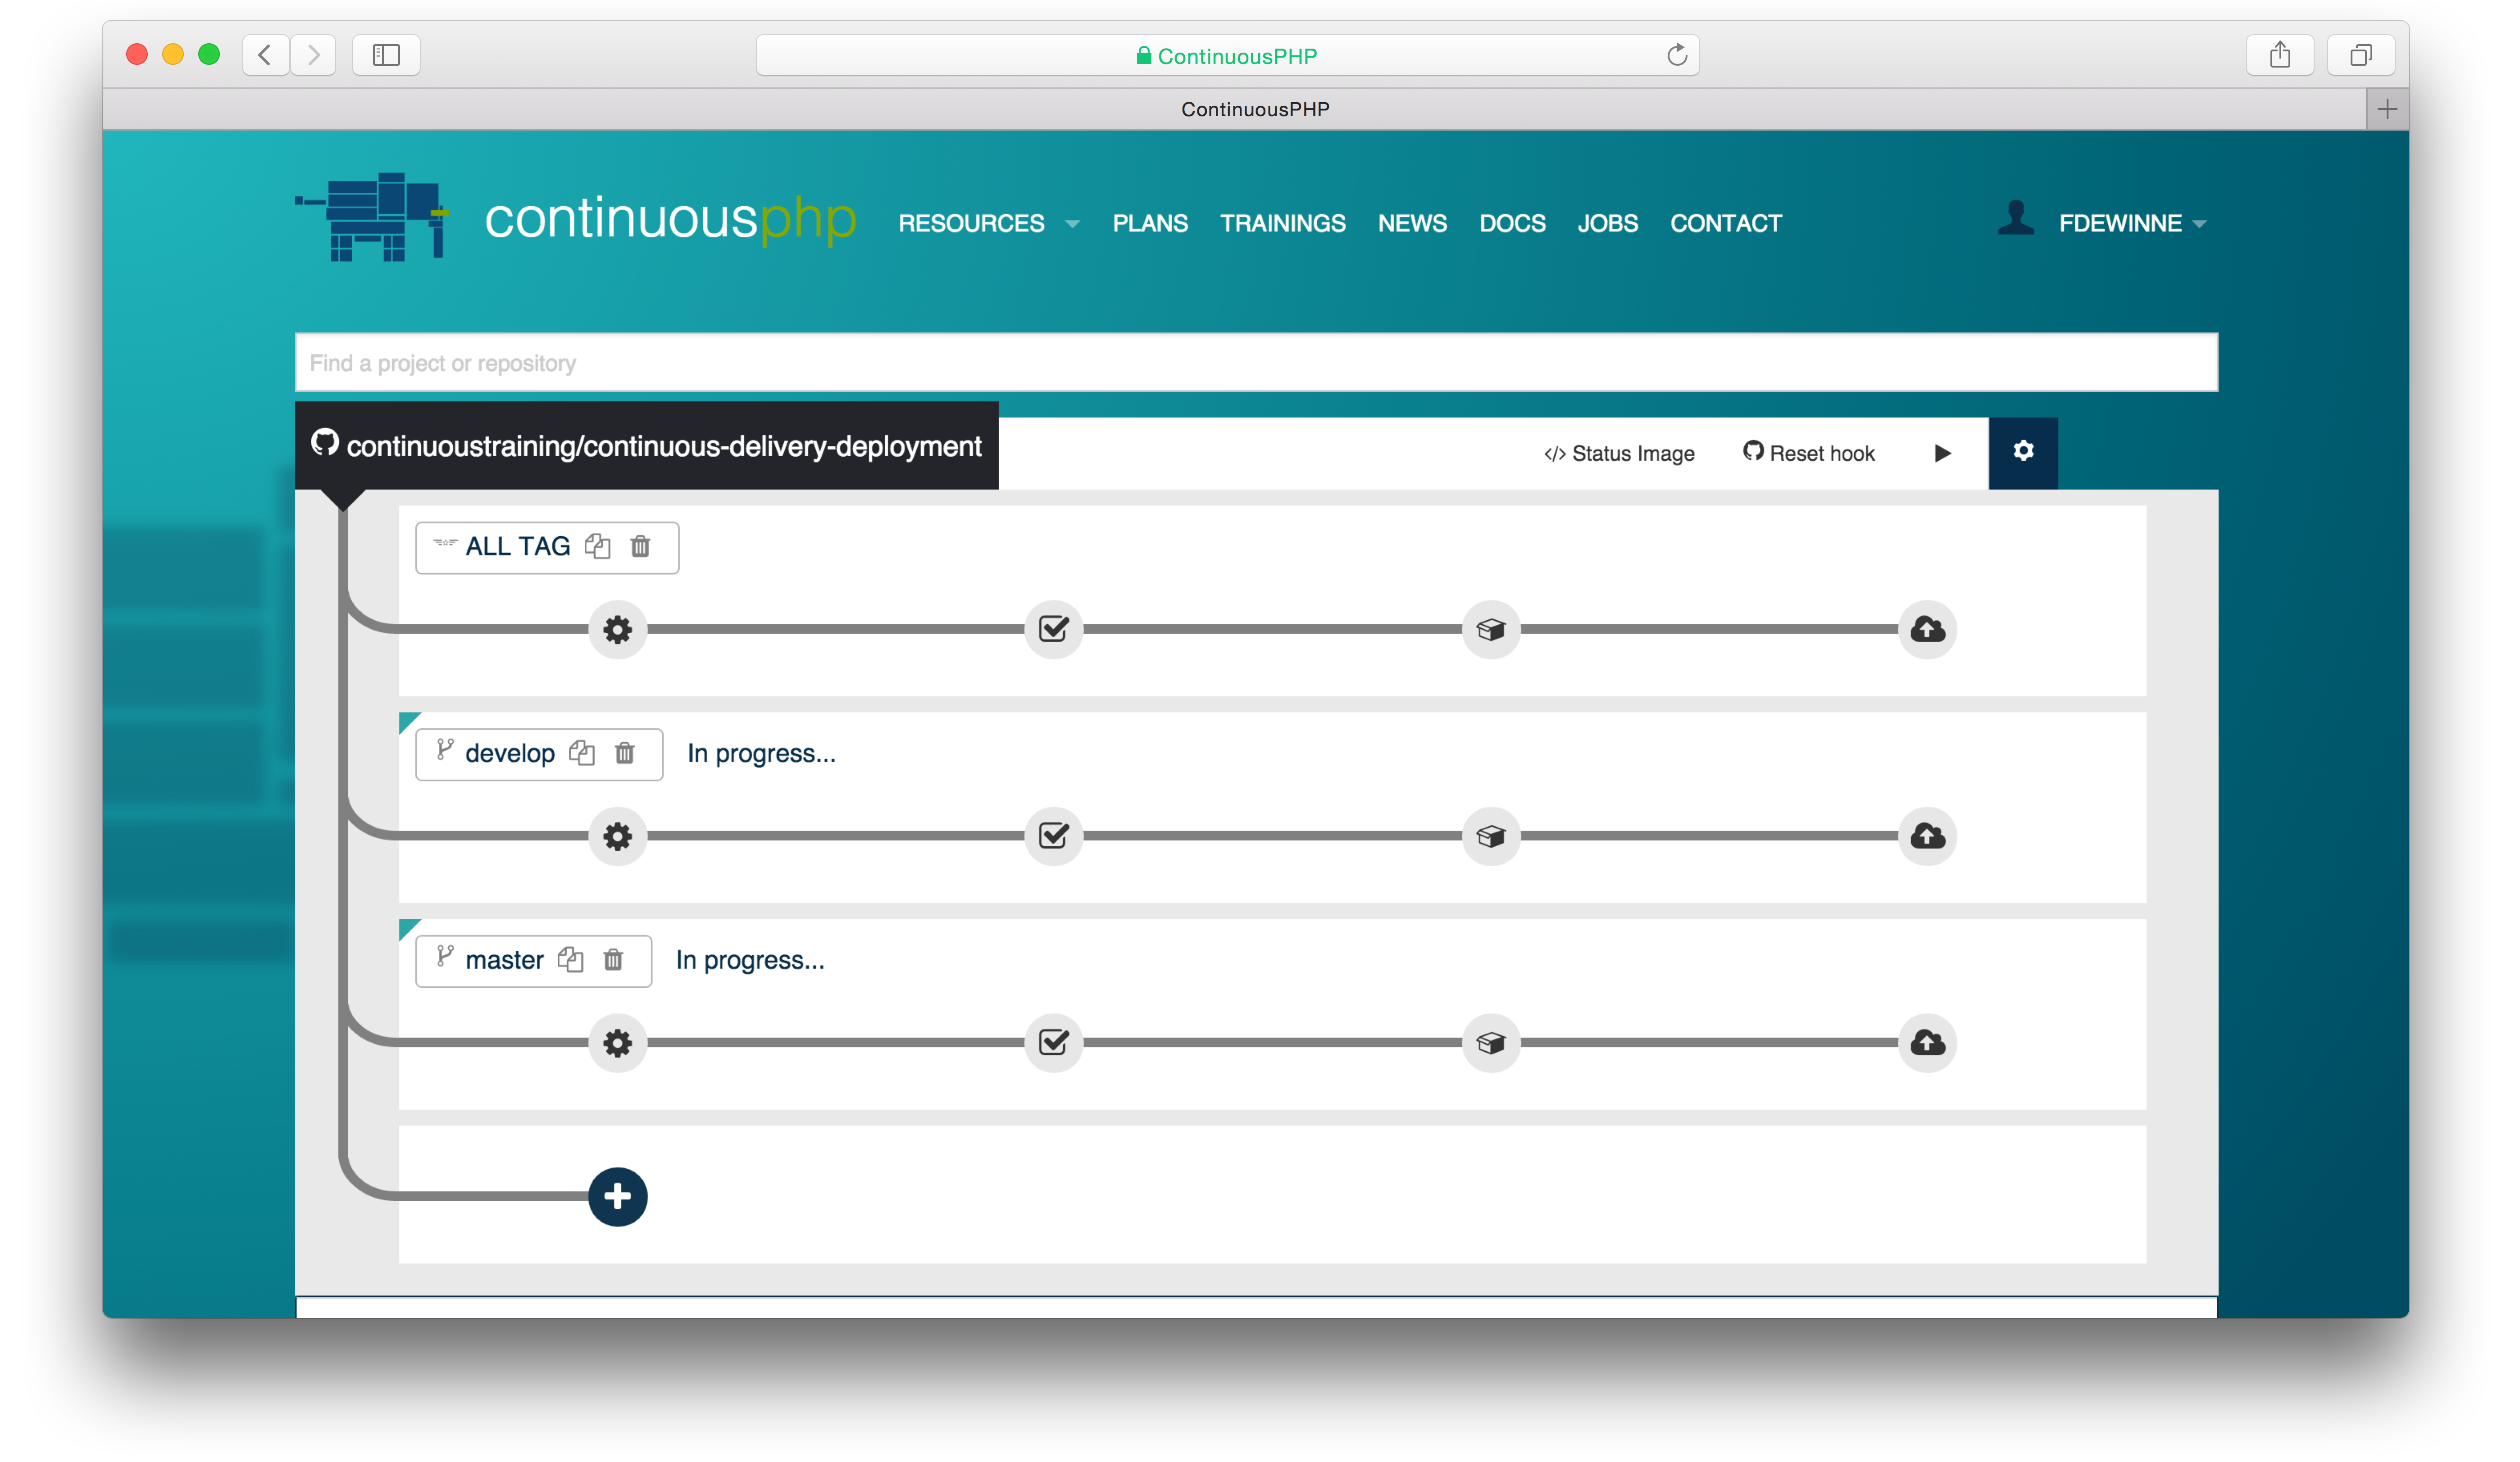 ContinuousPHP
ContinuousPHP
continuousphp RESOURCES PLANS TRAININGS NEWS DOCS JOBS CONTACT FDEWINNE
Find a project or repository
continuoustraining/continuous-delivery-deployment
</> Status Image Reset hook
ALL TAG
develop In progress...
master In progress...